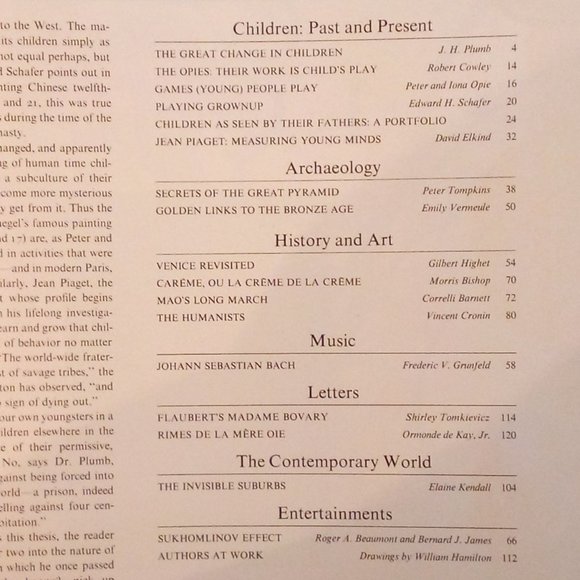 to the West. The ma-
its children simply as
not equal perhaps, but
Schafer points out in
nting Chinese twelfth-
and 21, this was true
during the time of the
nasty.
hanged, and apparently
ng of human time chil-
a subculture of their
come more mysterious
y get from it. Thus the
egel's famous painting
nd 17) are, as Peter and
d in activities that were
—and in modern Paris,
ilarly, Jean Piaget, the
t whose profile begins
n his lifelong investiga-
earn and grow that chil-
of behavior no matter
"The world-wide frater-
st of savage tribes," the
ton has observed, "and
sign of dying out."
our own youngsters in a
ildren elsewhere in the
e of their permissive,
No, says Dr. Plumb,
gainst being forced into
orld—a prison, indeed
elling against four cen-
bitation."
s this thesis, the reader
r two into the nature of
n which he once passed
Children: Past and Present
THE GREAT CHANGE IN CHILDREN J. H. Plumb 4
THE OPIES: THEIR WORK IS CHILD'S PLAY Robert Cowley 14
GAMES (YOUNG) PEOPLE PLAY Peter and Iona Opie 16
PLAYING GROWNUP Edward H. Schafer 20
CHILDREN AS SEEN BY THEIR FATHERS: A PORTFOLIO 24
JEAN PIAGET: MEASURING YOUNG MINDS David Elkind 32
Archaeology
SECRETS OF THE GREAT PYRAMID Peter Tompkins 38
GOLDEN LINKS TO THE BRONZE AGE Emily Vermeule 50
History and Art
VENICE REVISITED Gilbert Highet 54
CARÊME, OU LA CRÈME DE LA CRÈME Morris Bishop 70
MAO'S LONG MARCH Correlli Barnett 72
THE HUMANISTS Vincent Cronin 80
Music
JOHANN SEBASTIAN BACH Frederic V. Grunfeld 58
Letters
FLAUBERT'S MADAME BOVARY Shirley Tomkievicz 114
RIMES DE LA MÈRE OIE Ormonde de Kay, Jr. 120
The Contemporary World
THE INVISIBLE SUBURBS Elaine Kendall 104
Entertainments
SUKHOMLINOV EFFECT Roger A. Beaumont and Bernard J. James 66
AUTHORS AT WORK Drawings by William Hamilton 112